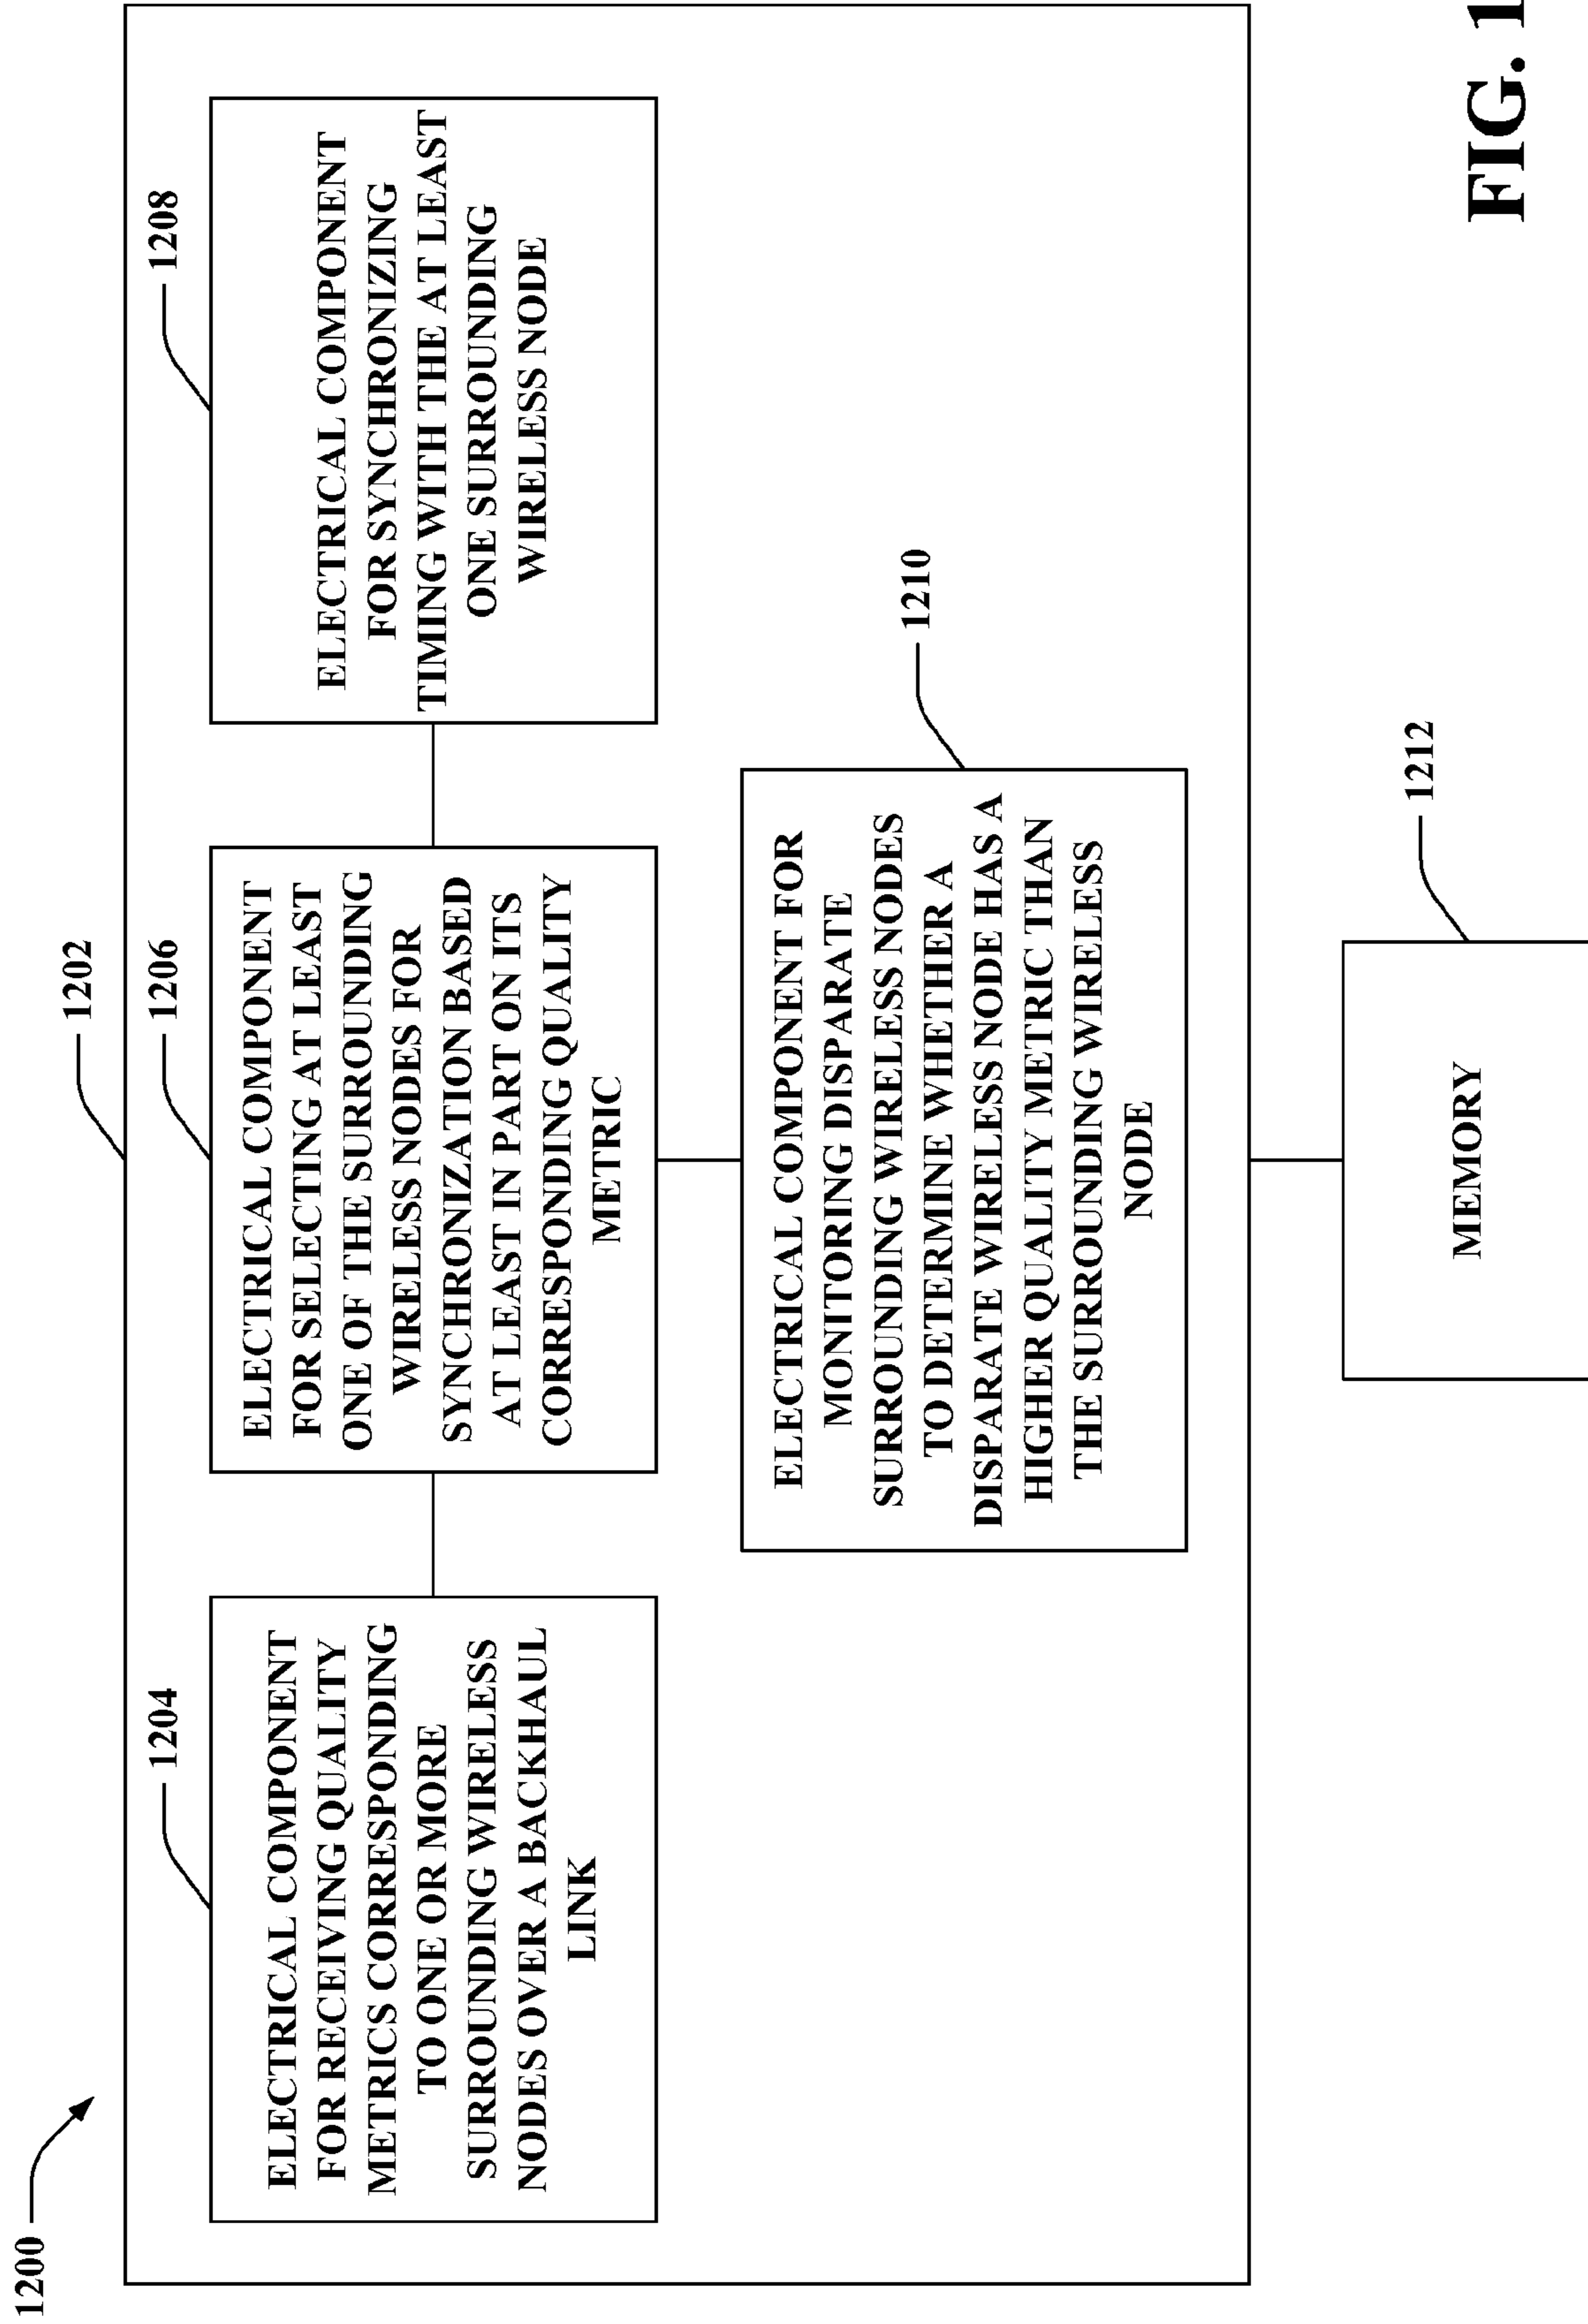 1200
1202
1204
ELECTRICAL COMPONENT
FOR RECEIVING QUALITY
METRICS CORRESPONDING
TO ONE OR MORE
SURROUNDING WIRELESS
NODES OVER A BACKHAUL
LINK
1206
ELECTRICAL COMPONENT
FOR SELECTING AT LEAST
ONE OF THE SURROUNDING
WIRELESS NODES FOR
SYNCHRONIZATION BASED
AT LEAST IN PART ON ITS
CORRESPONDING QUALITY
METRIC
1208
ELECTRICAL COMPONENT
FOR SYNCHRONIZING
TIMING WITH THE AT LEAST
ONE SURROUNDING
WIRELESS NODE
1210
ELECTRICAL COMPONENT FOR
MONITORING DISPARATE
SURROUNDING WIRELESS NODES
TO DETERMINE WHETHER A
DISPARATE WIRELESS NODE HAS A
HIGHER QUALITY METRIC THAN
THE SURROUNDING WIRELESS
NODE
1212
MEMORY
FIG. 1